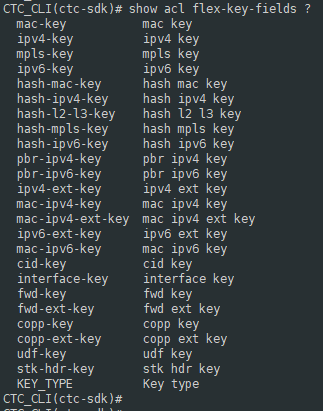 CTC_CLI(ctc-sdk)# show acl flex-key-fields ?
mac-key mac key
ipv4-key ipv4 key
mpls-key mpls key
ipv6-key ipv6 key
hash-mac-key hash mac key
hash-ipv4-key hash ipv4 key
hash-l2-l3-key hash l2 l3 key
hash-mpls-key hash mpls key
hash-ipv6-key hash ipv6 key
pbr-ipv4-key pbr ipv4 key
pbr-ipv6-key pbr ipv6 key
ipv4-ext-key ipv4 ext key
mac-ipv4-key mac ipv4 key
mac-ipv4-ext-key mac ipv4 ext key
ipv6-ext-key ipv6 ext key
mac-ipv6-key mac ipv6 key
cid-key cid key
interface-key interface key
fwd-key fwd key
fwd-ext-key fwd ext key
copp-key copp key
copp-ext-key copp ext key
udf-key udf key
stk-hdr-key stk hdr key
KEY_TYPE Key type
CTC_CLI(ctc-sdk)#
CTC_CLI(ctc-sdk)#